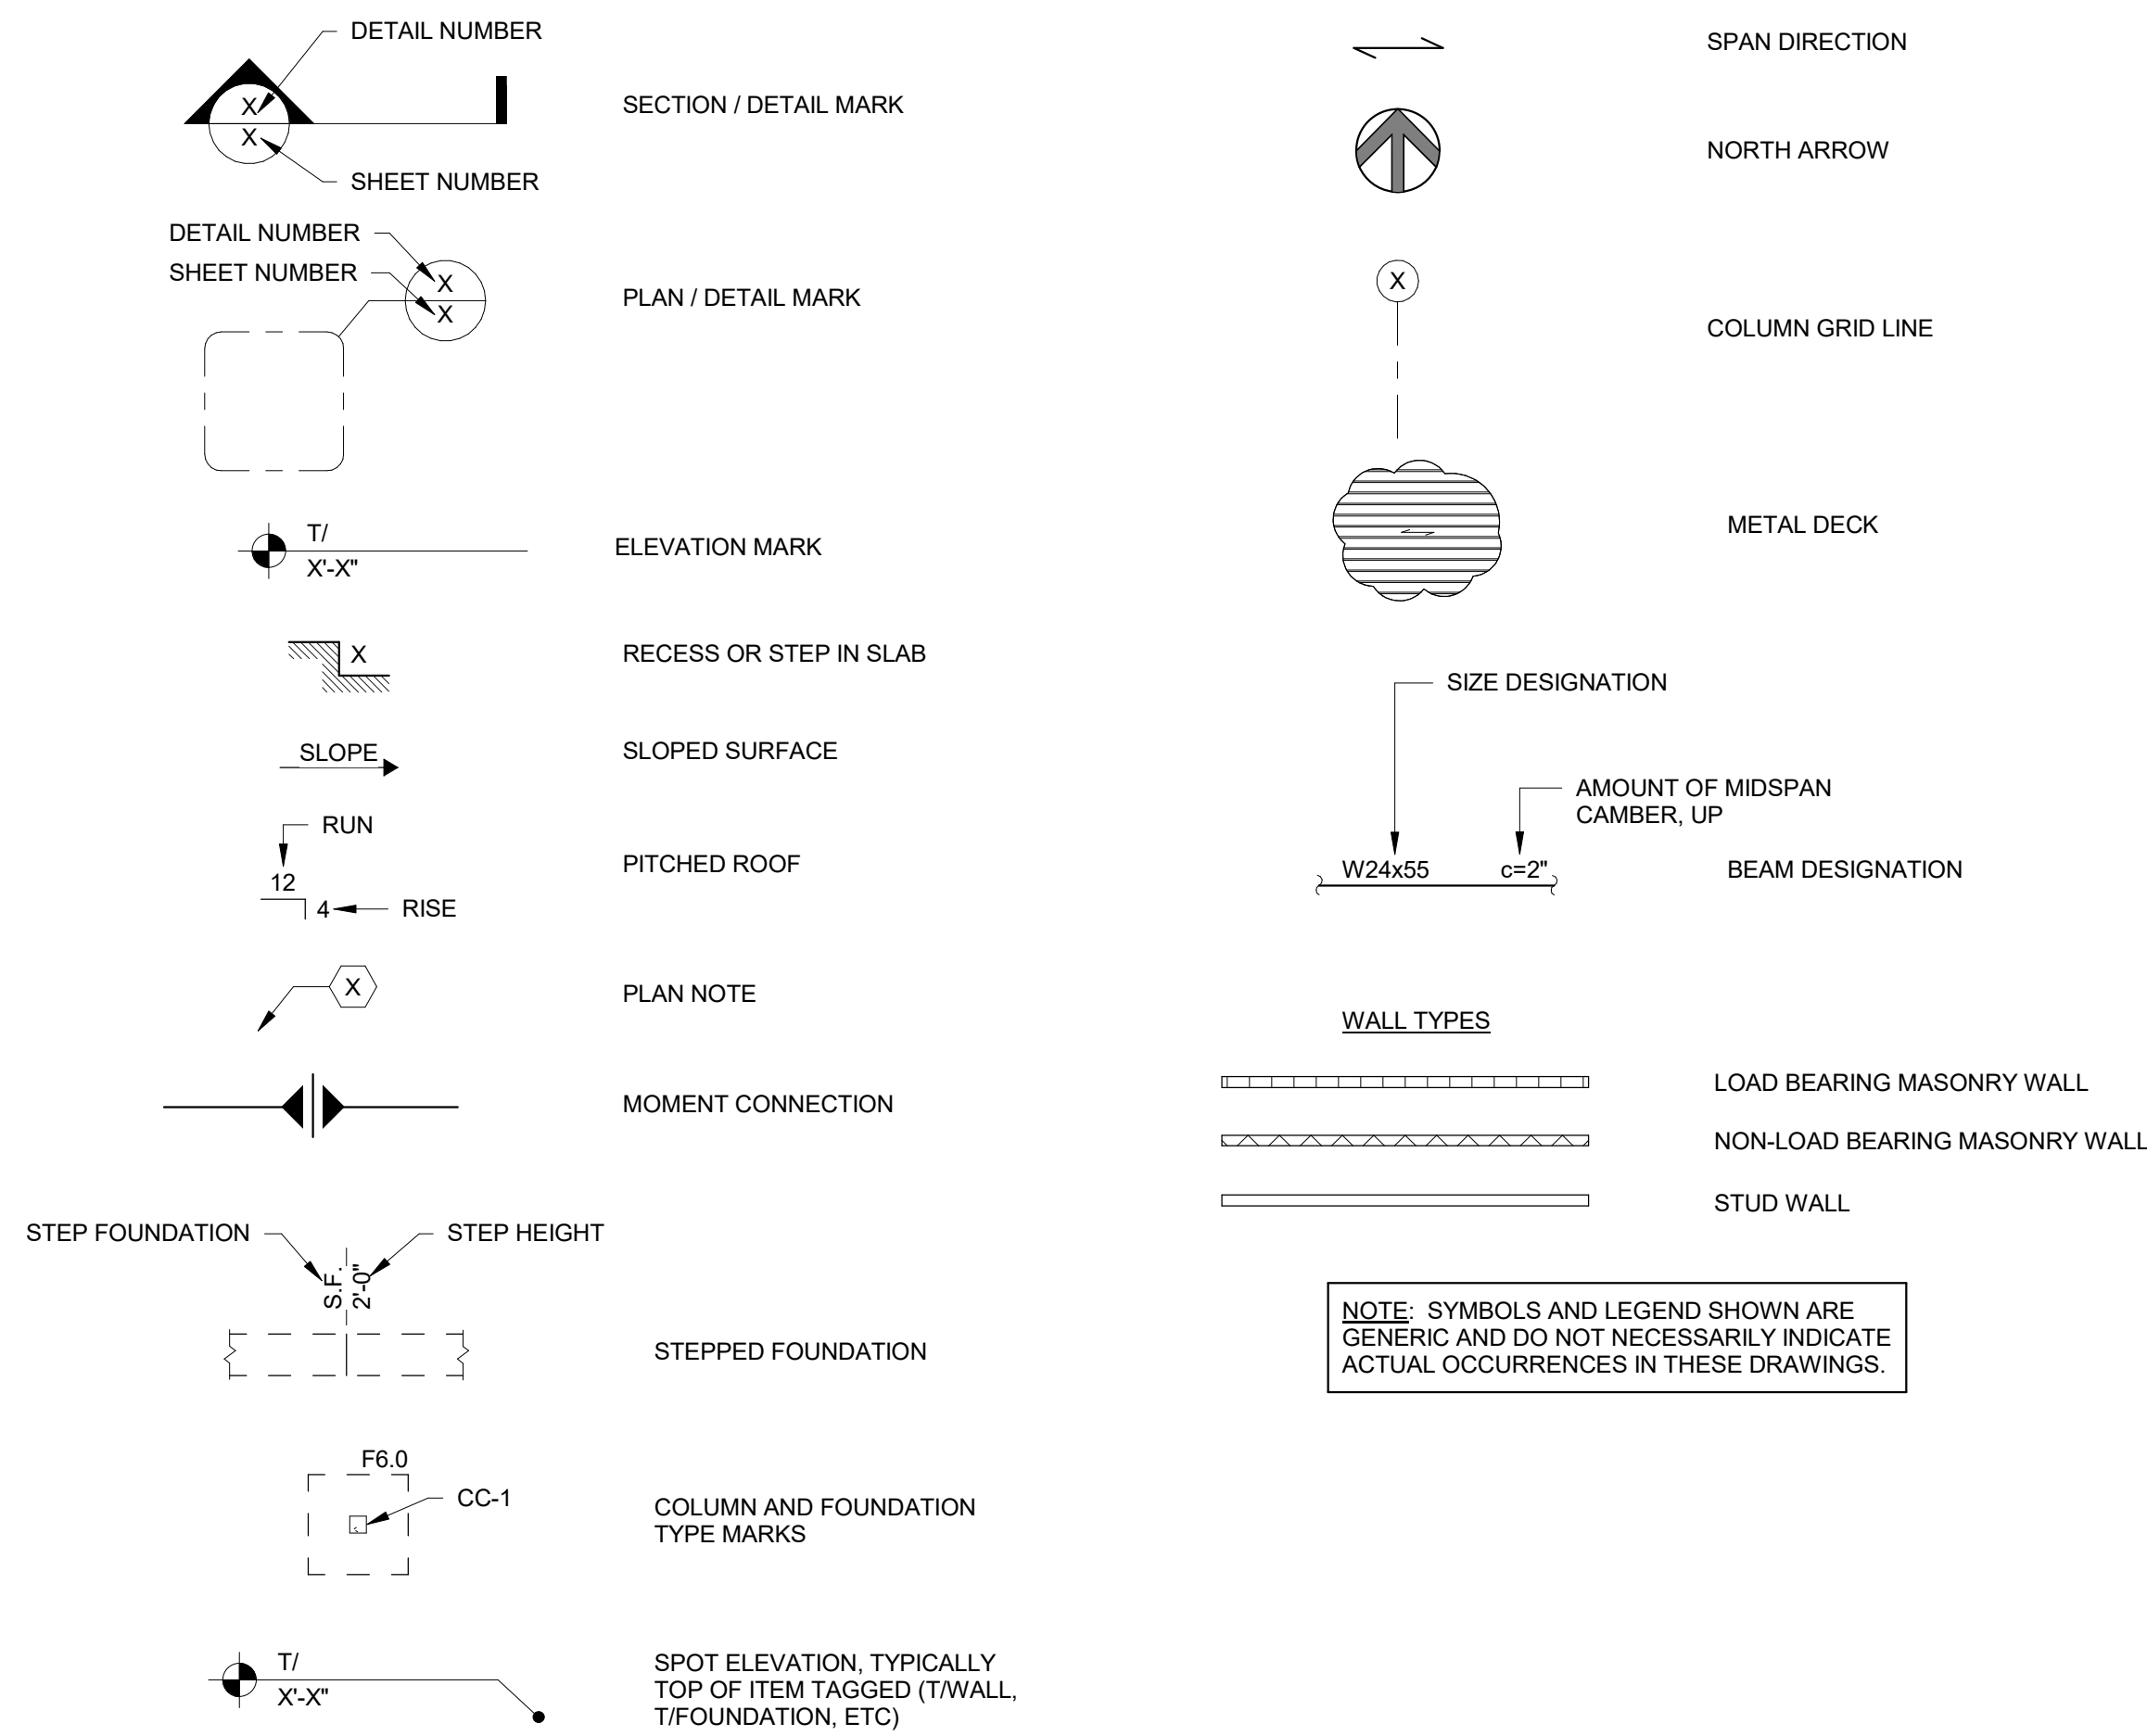 DETAIL NUMBER
X
X
SHEET NUMBER
SECTION / DETAIL MARK
DETAIL NUMBER
SHEET NUMBER
X
X
PLAN / DETAIL MARK
T/
X'-X"
ELEVATION MARK
X
RECESS OR STEP IN SLAB
SLOPE
SLOPED SURFACE
RUN
12
4
RISE
PITCHED ROOF
X
PLAN NOTE
MOMENT CONNECTION
STEP FOUNDATION
STEP HEIGHT
S.F.
2'-0"
STEPPED FOUNDATION
F6.0
CC-1
COLUMN AND FOUNDATION
TYPE MARKS
T/
X'-X"
SPOT ELEVATION, TYPICALLY
TOP OF ITEM TAGGED (T/WALL,
T/FOUNDATION, ETC)
SPAN DIRECTION
NORTH ARROW
X
COLUMN GRID LINE
METAL DECK
SIZE DESIGNATION
AMOUNT OF MIDSPAN
CAMBER, UP
W24x55 c=2"
BEAM DESIGNATION
WALL TYPES
LOAD BEARING MASONRY WALL
NON-LOAD BEARING MASONRY WALL
STUD WALL
NOTE: SYMBOLS AND LEGEND SHOWN ARE
GENERIC AND DO NOT NECESSARILY INDICATE
ACTUAL OCCURRENCES IN THESE DRAWINGS.